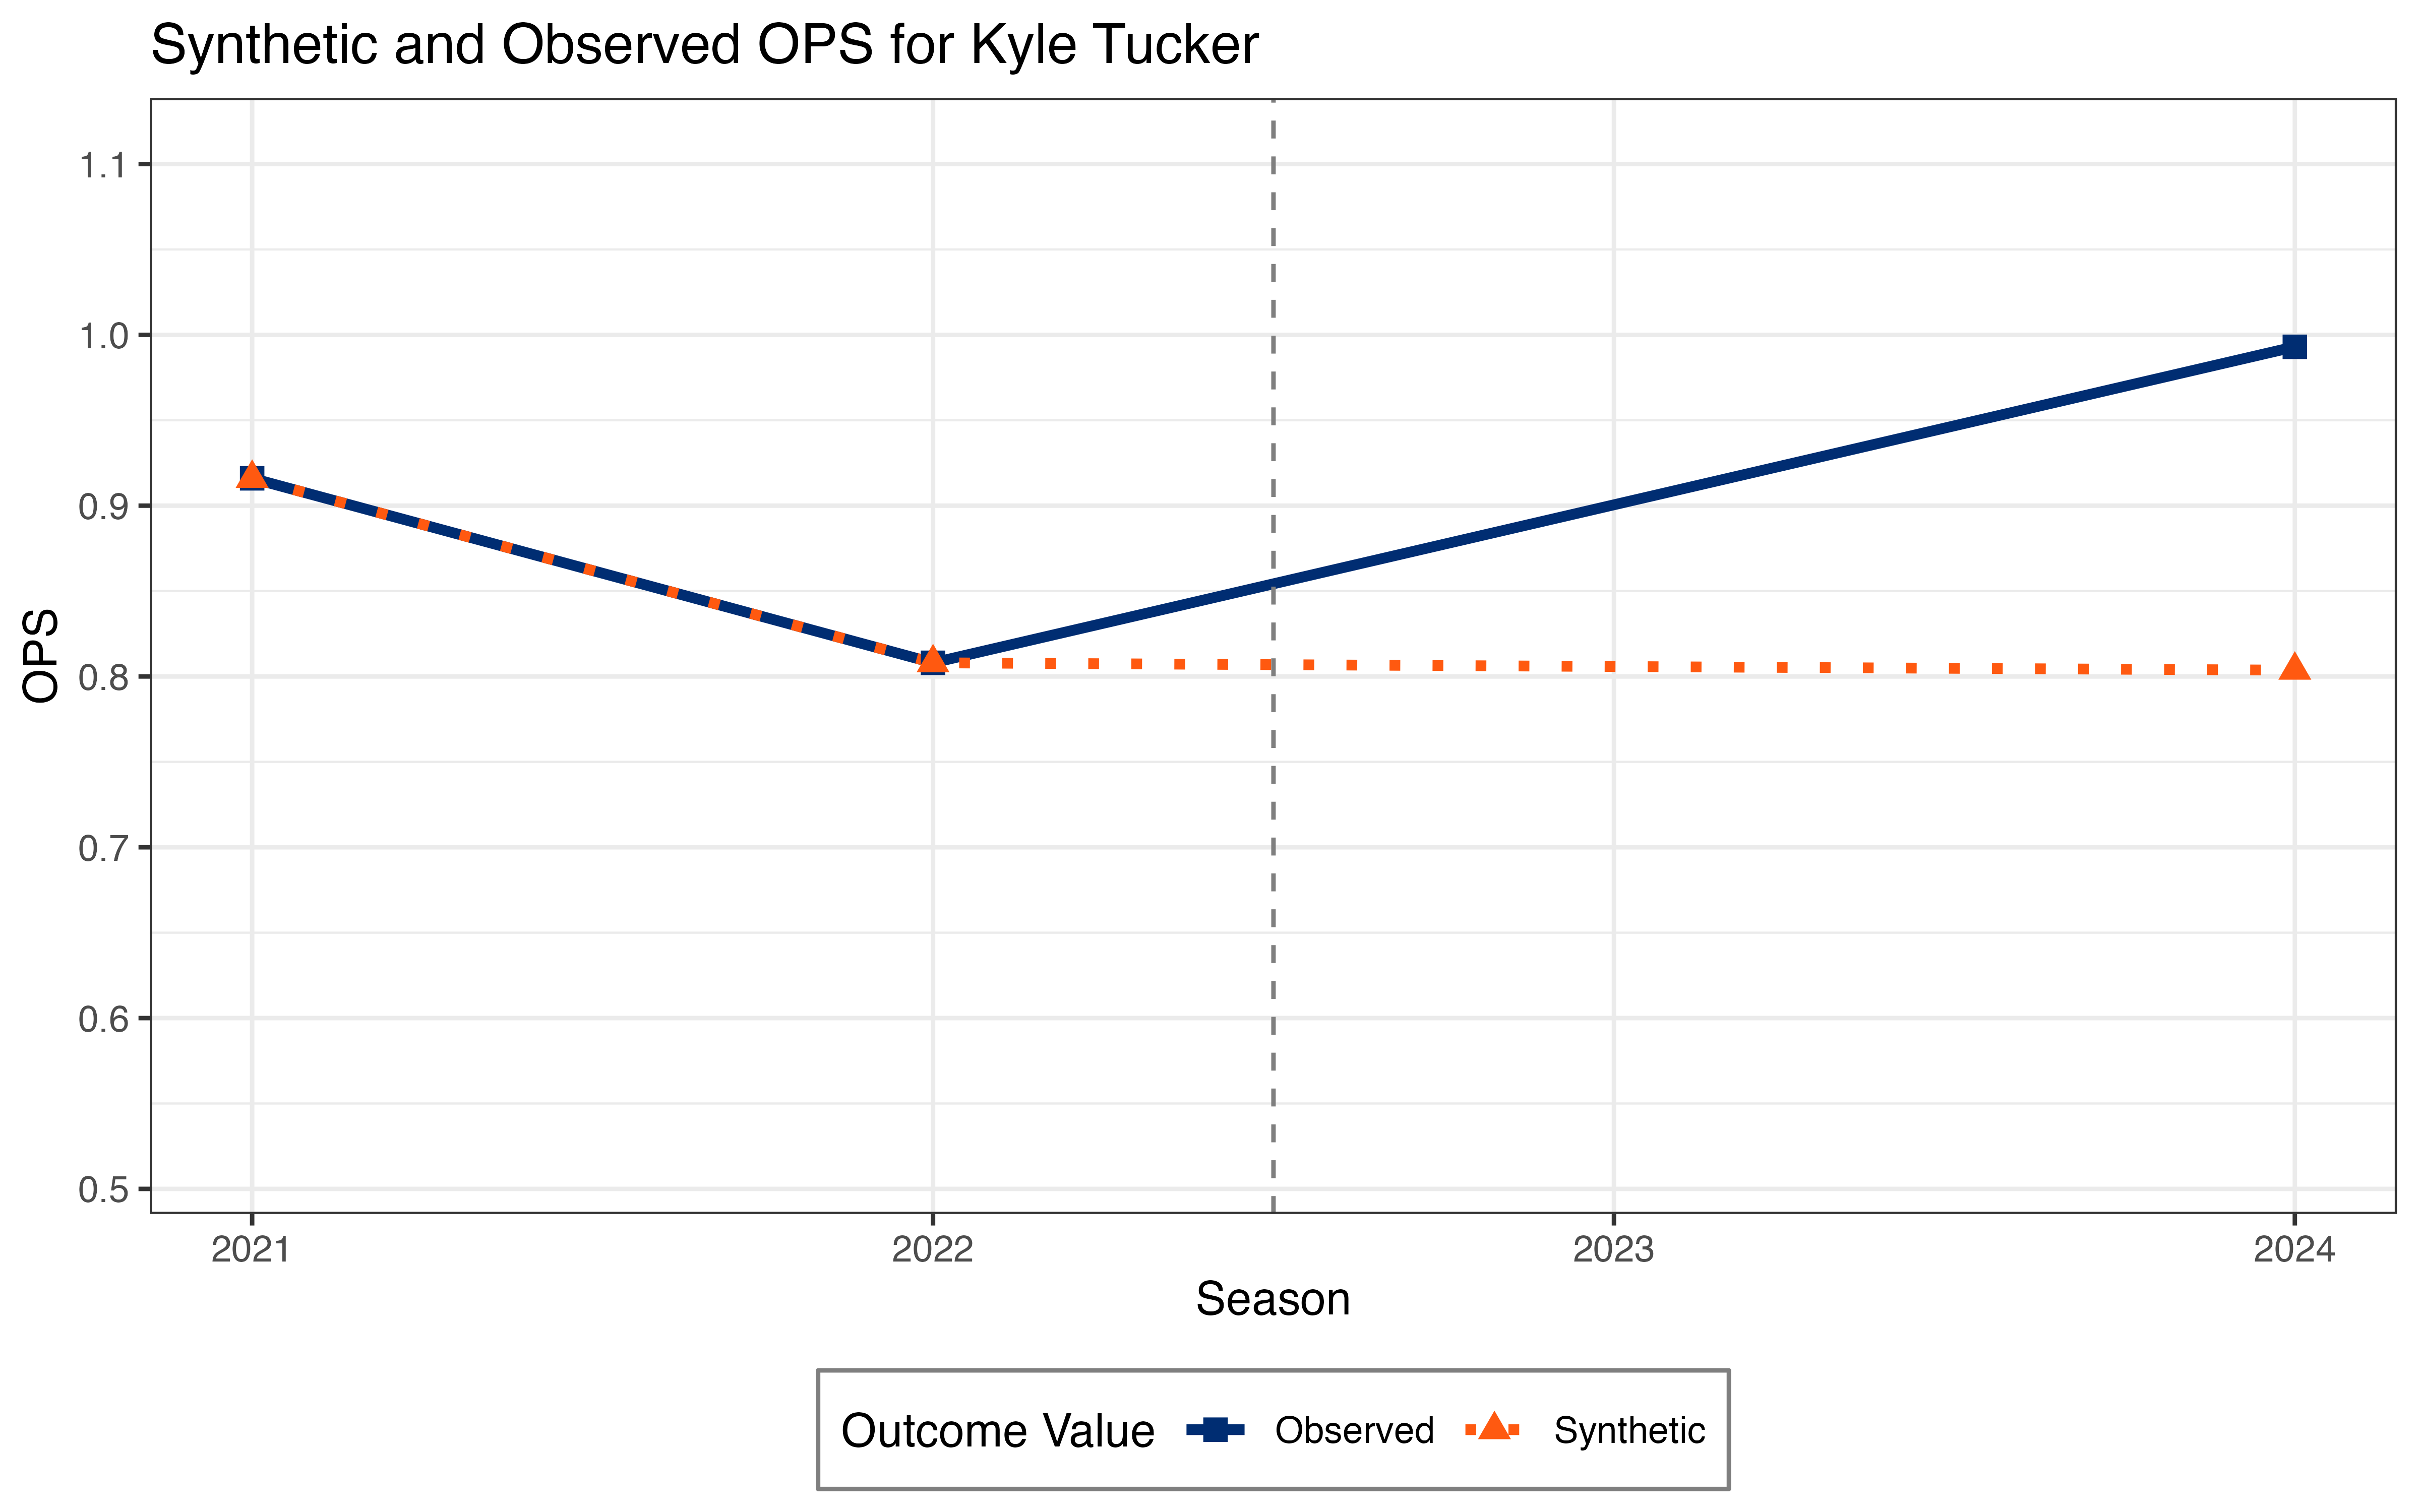 Synthetic and Observed OPS for Kyle Tucker
OPS
1.1
1.0
0.9
0.8
0.7
0.6
0.5
2021 2022 2023 2024
Season
Outcome Value Observed Synthetic